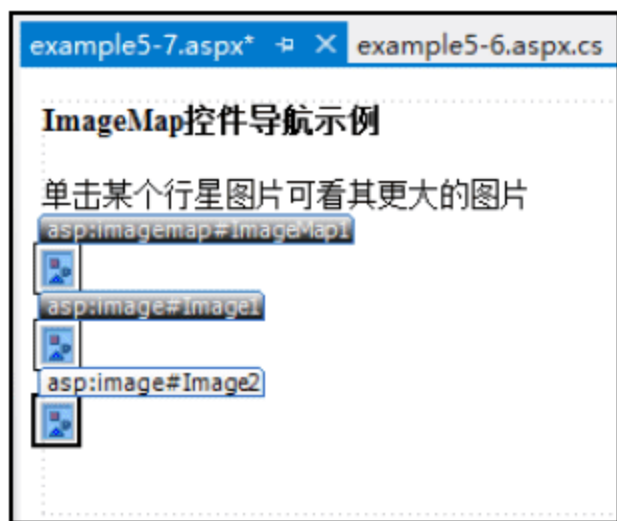 example5-7.aspx* example5-6.aspx.cs
ImageMap控件导航示例
单击某个行星图片可看其更大的图片
asp:imagemap#ImageMap1
asp:image#Image1
asp:image#Image2